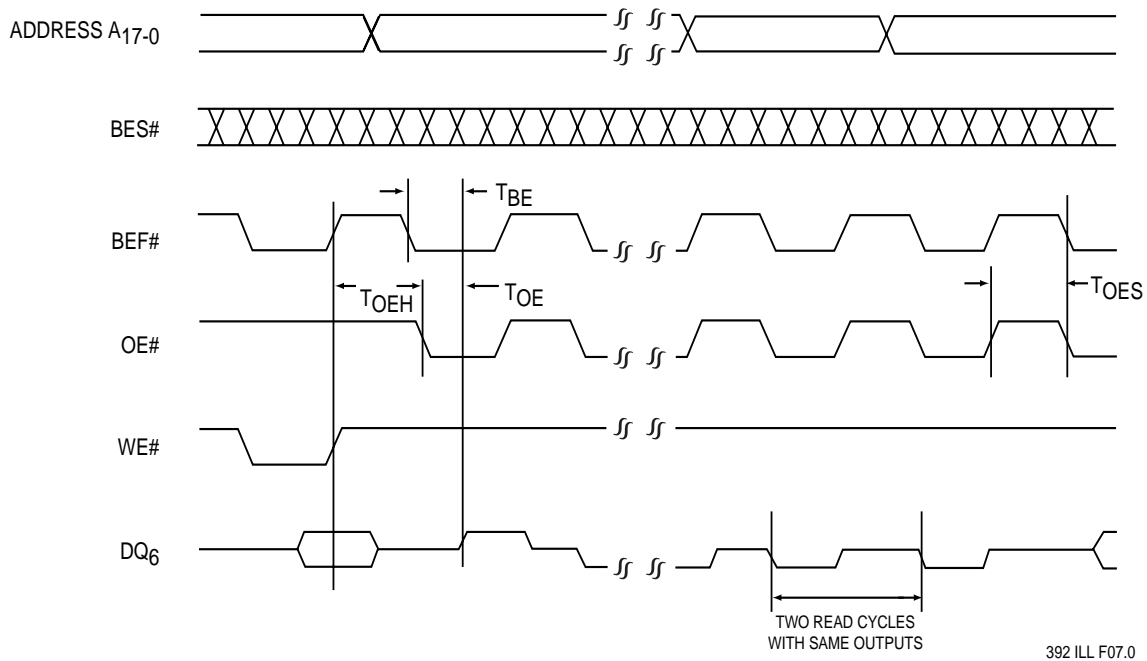 ADDRESS A17-0
BES#
TBE
BEF#
TOEH
TOE
TOES
OE#
WE#
DQ6
TWO READ CYCLES
WITH SAME OUTPUTS
392 ILL F07.0